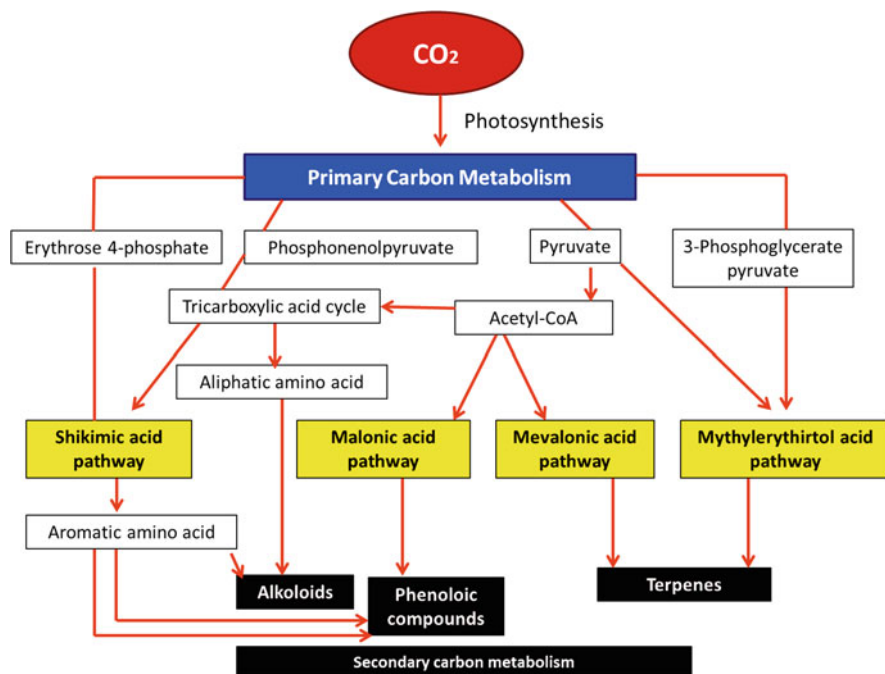 CO₂
Photosynthesis
Primary Carbon Metabolism
Erythrose 4-phosphate
Phosphonenolpyruvate
Pyruvate
3-Phosphoglycerate
pyruvate
Tricarboxylic acid cycle
Acetyl-CoA
Aliphatic amino acid
Shikimic acid
pathway
Malonic acid
pathway
Mevalonic acid
pathway
Mythylerythirtol acid
pathway
Aromatic amino acid
Alkoloids
Phenoloic
compounds
Terpenes
Secondary carbon metabolism